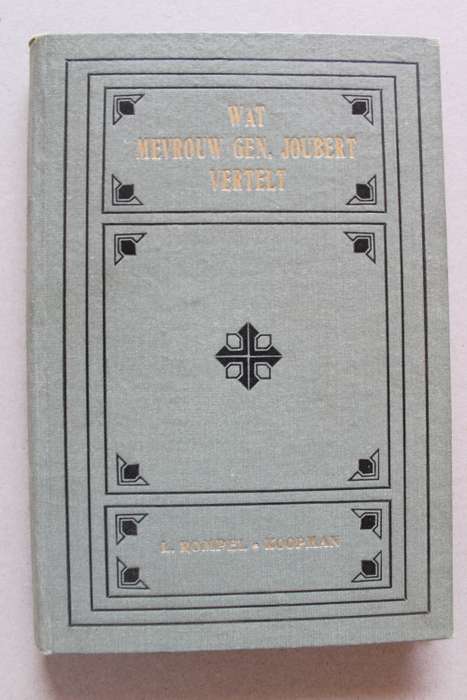 WAT
MEVROUW GEN. JOUBERT
VERTELT
L. ROMPEL - KOOPMAN